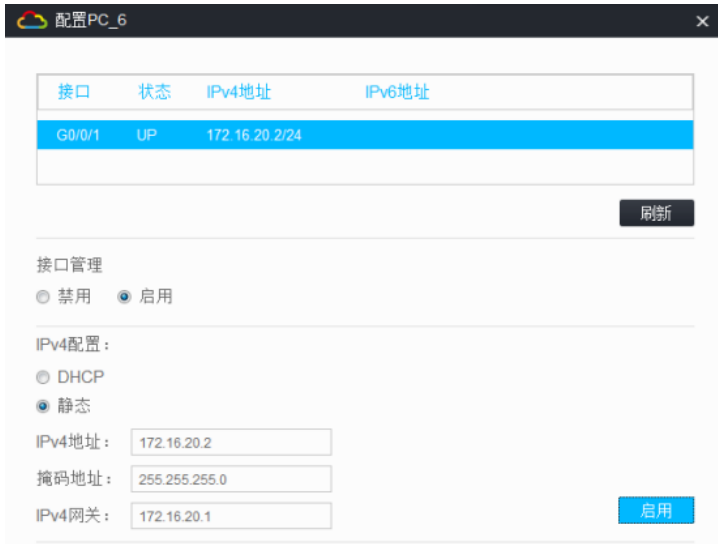 配置PC_6
接口 状态 IPv4地址 IPv6地址
G0/0/1 UP 172.16.20.2/24
刷新
接口管理
禁用 启用
IPv4配置：
DHCP
静态
IPv4地址： 172.16.20.2
掩码地址： 255.255.255.0
IPv4网关： 172.16.20.1
启用